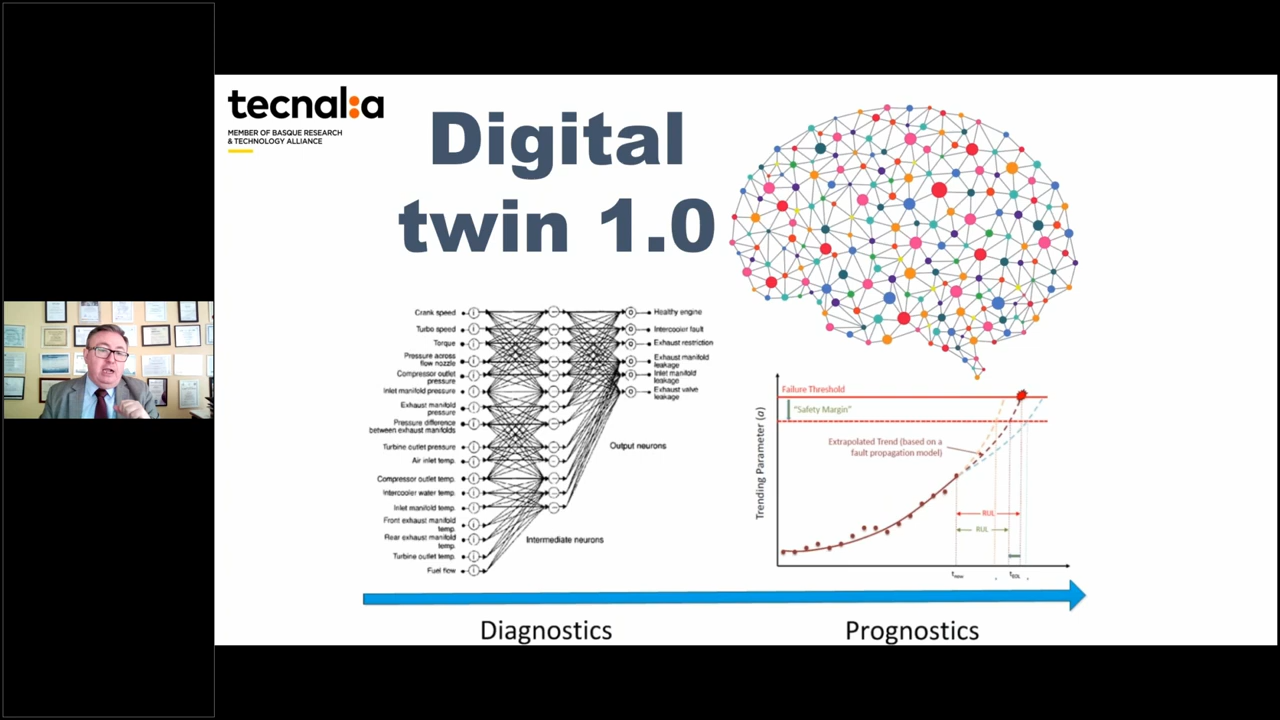 tecnal:a
MEMBER OF BASQUE RESEARCH
& TECHNOLOGY ALLIANCE
Digital
twin 1.0
Crank speed
Turbo speed
Torque
Pressure across
flow nozzle
Compressor outlet
pressure
Inlet manifold pressure
Exhaust manifold
pressure
Pressure difference
between exhaust manifolds
Turbine outlet pressure
Air inlet temp.
Compressor outlet temp.
Intercooler water temp.
Inlet manifold temp.
Front exhaust manifold
temp.
Rear exhaust manifold
temp.
Turbine outlet temp.
Fuel flow
Healthy engine
Intercooler fault
Exhaust restriction
Exhaust manifold
leakage
Inlet manifold
leakage
Exhaust valve
leakage
Output neurons
Intermediate neurons
Failure Threshold
"Safety Margin"
Extrapolated Trend (based on a
fault propagation model)
Trending Parameter (a)
RUL
RUL
tnow
tEOL
Diagnostics
Prognostics